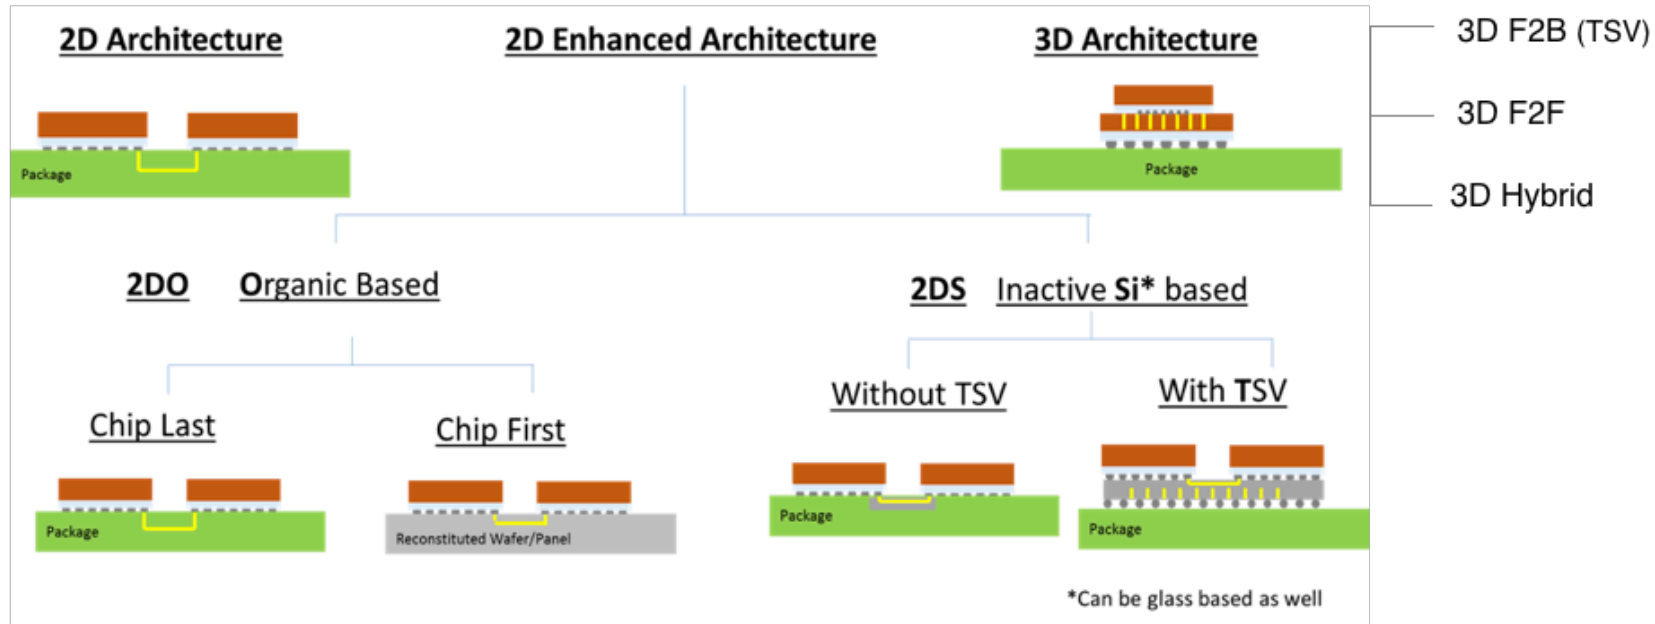 2D Architecture
2D Enhanced Architecture
3D Architecture
3D F2B (TSV)
3D F2F
3D Hybrid
Package
Package
2DO Organic Based
2DS Inactive Si* based
Chip Last
Chip First
Without TSV
With TSV
Package
Reconstituted Wafer/Panel
Package
Package
*Can be glass based as well